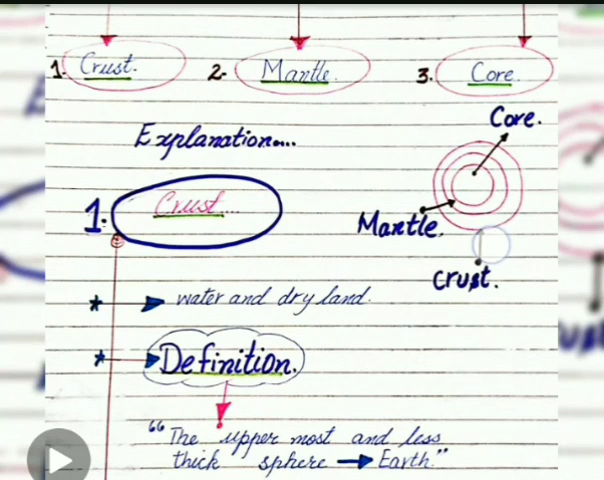 1. Crust.
2. Mantle.
3. Core.
Explanation....
Core.
Mantle.
Crust.
1. Crust....
* water and dry land.
* Definition.
"The upper most and less
thick sphere → Earth."